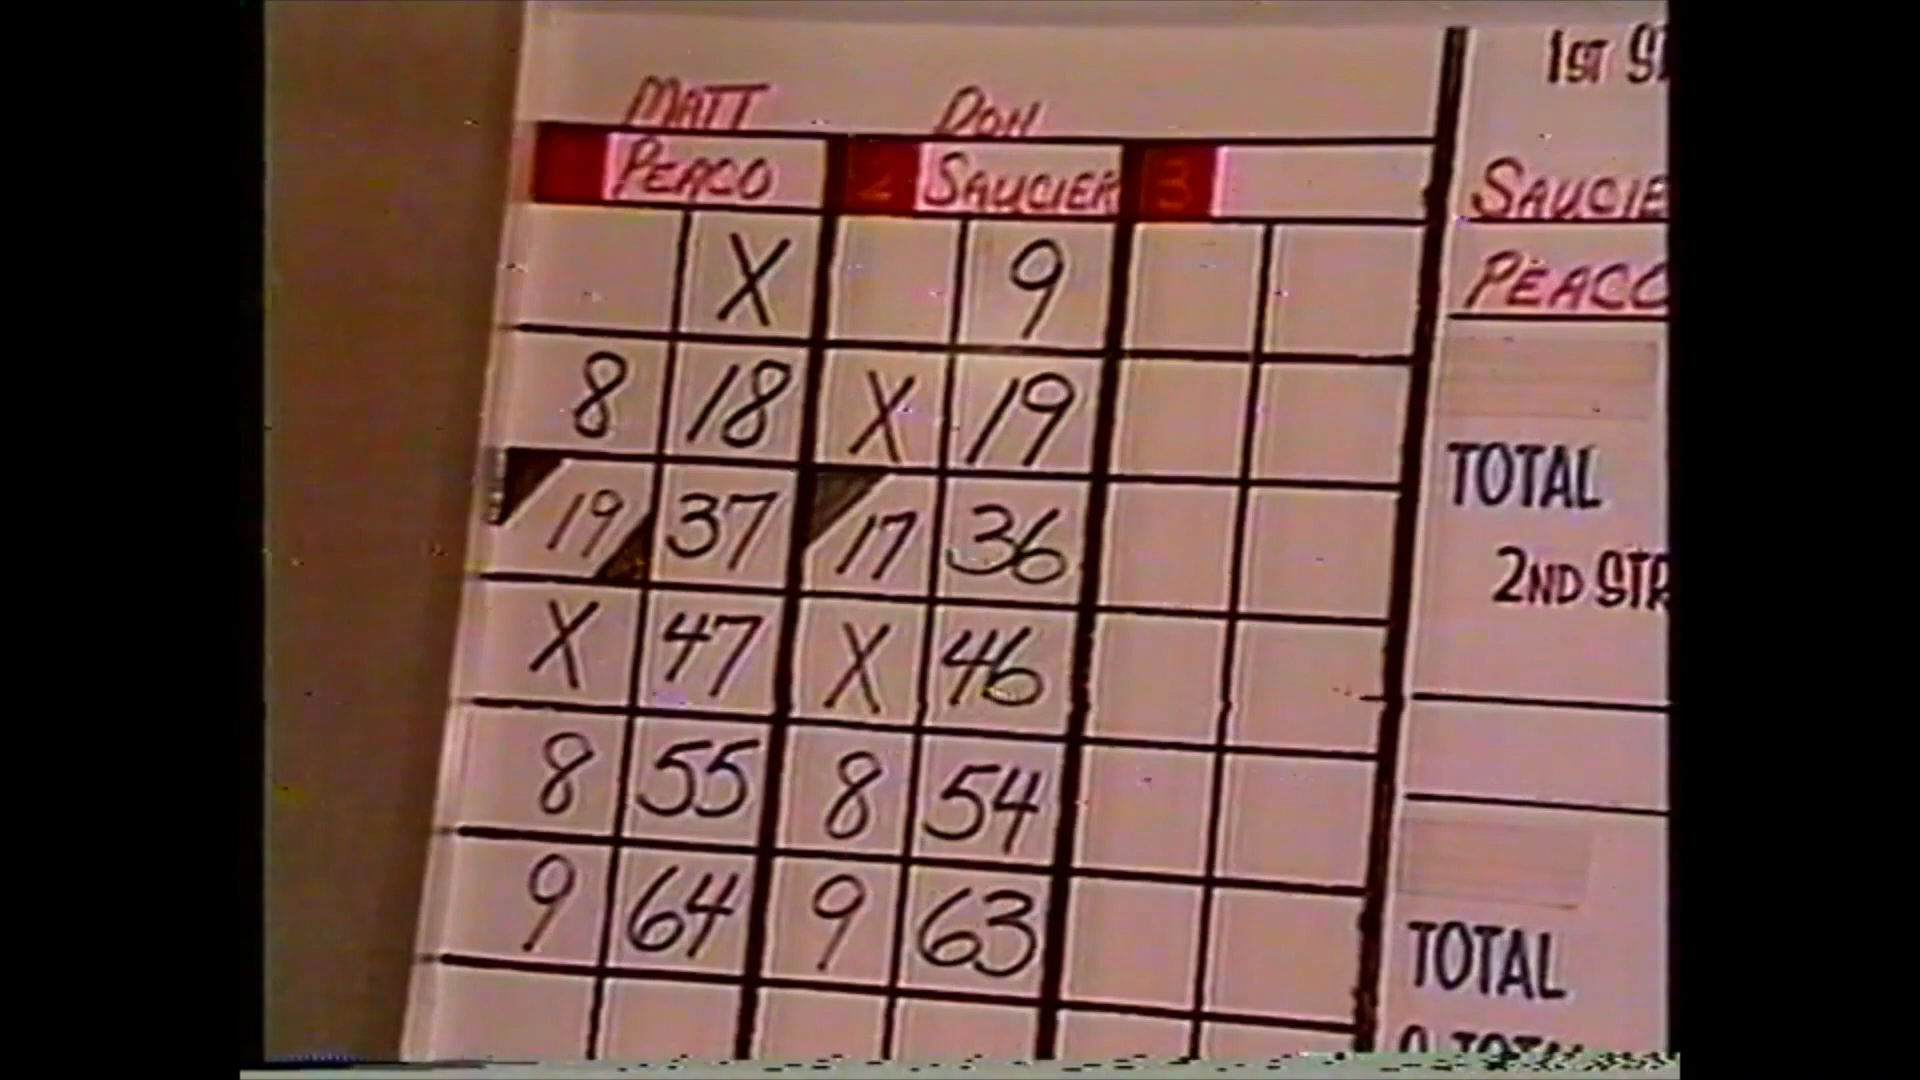 MATT DON
PEACO 2 SAUCIER 3
X 9
8 18 X 19
19 37 17 36
X 47 X 46
8 55 8 54
9 64 9 63
1ST
SAUCIE
PEACO
TOTAL
2ND STR
TOTAL